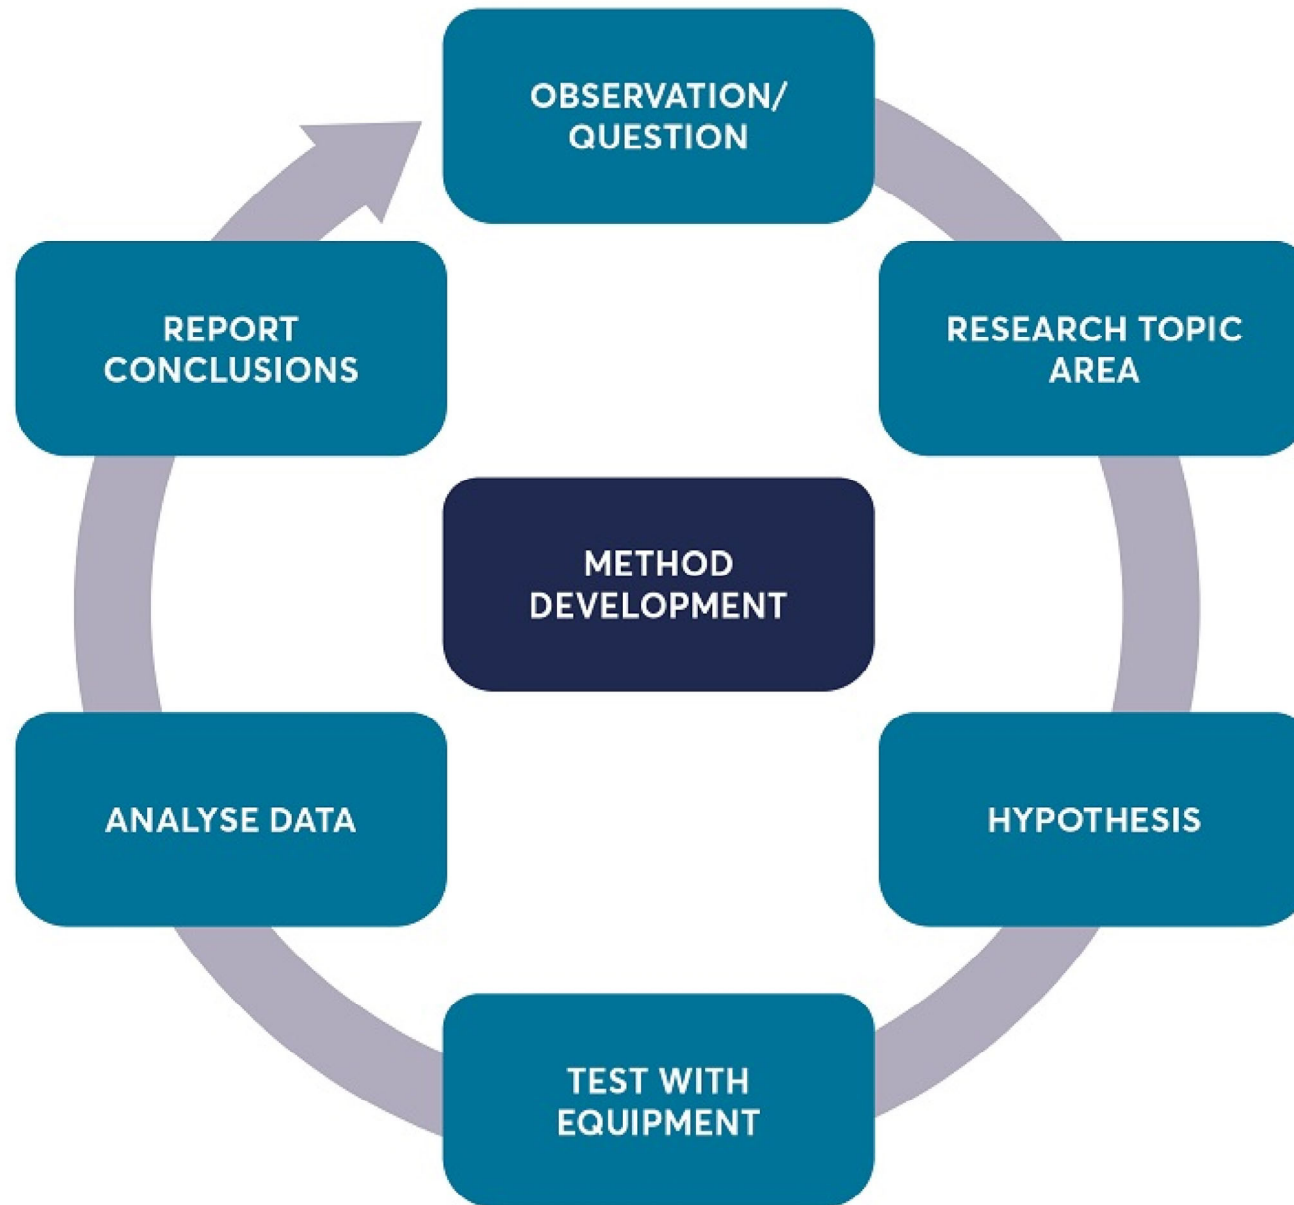 OBSERVATION/
QUESTION
RESEARCH TOPIC
AREA
HYPOTHESIS
TEST WITH
EQUIPMENT
ANALYSE DATA
REPORT
CONCLUSIONS
METHOD
DEVELOPMENT